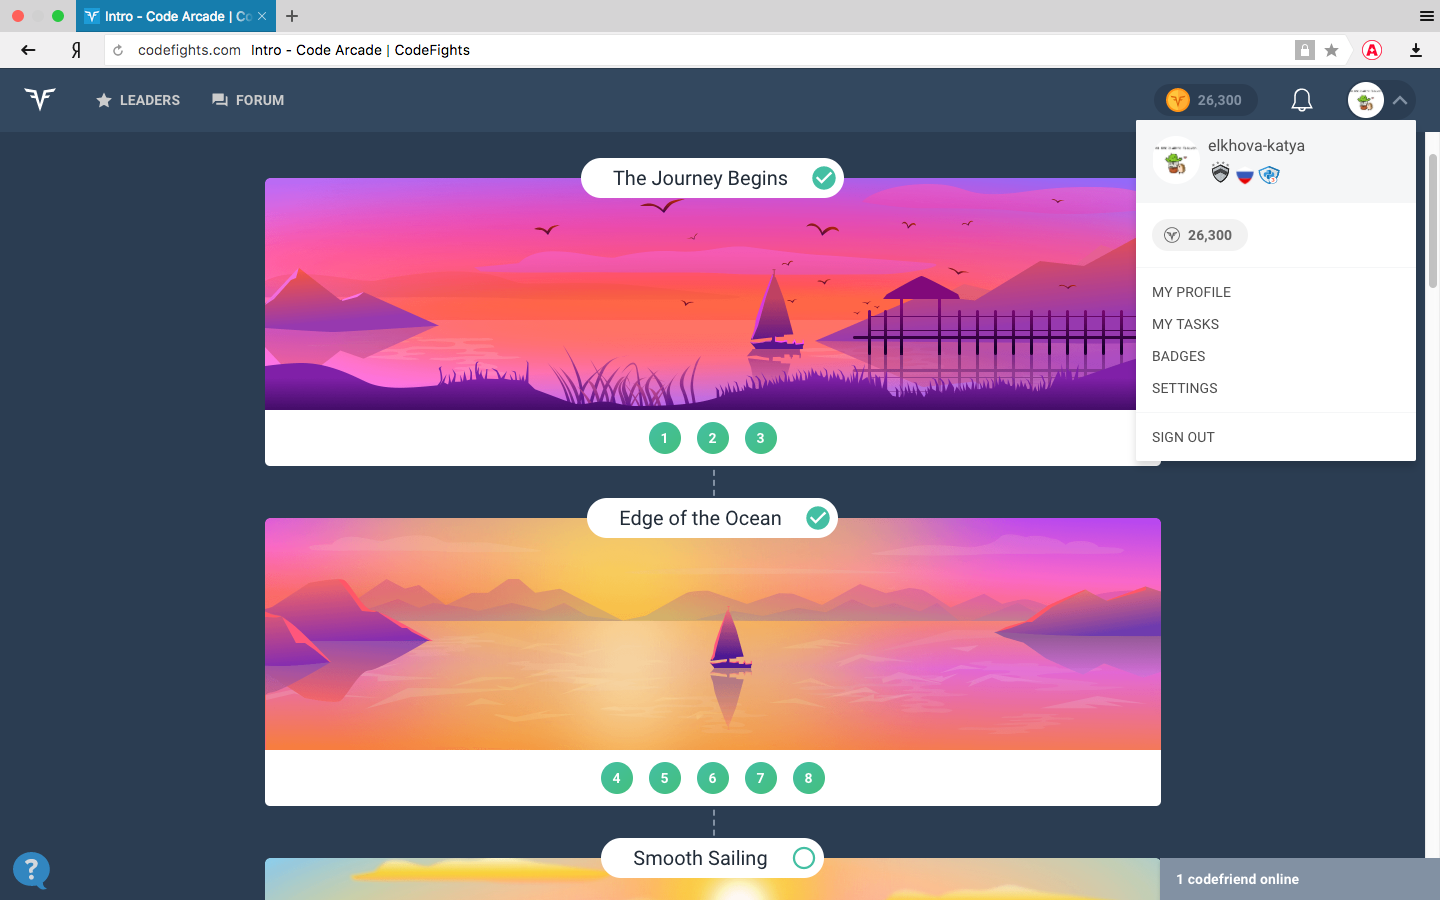 Intro - Code Arcade | Co
codefights.com Intro - Code Arcade | CodeFights
LEADERS
FORUM
26,300
elkhova-katya
26,300
MY PROFILE
MY TASKS
BADGES
SETTINGS
SIGN OUT
The Journey Begins
1 2 3
Edge of the Ocean
4 5 6 7 8
Smooth Sailing
?
1 codefriend online